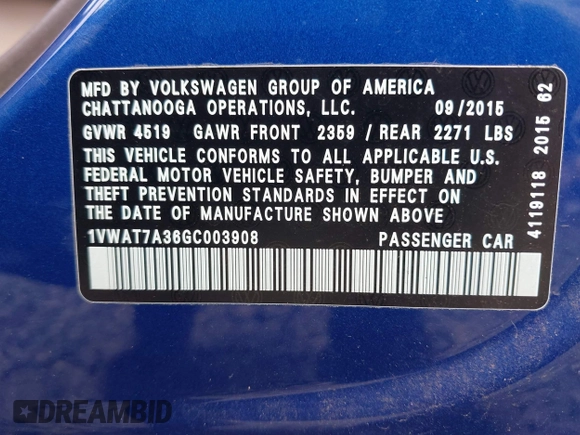 MFD BY VOLKSWAGEN GROUP OF AMERICA
CHATTANOOGA OPERATIONS, LLC. 09/2015
GVWR 4519 GAWR FRONT 2359 / REAR 2271 LBS
THIS VEHICLE CONFORMS TO ALL APPLICABLE U.S.
FEDERAL MOTOR VEHICLE SAFETY, BUMPER AND
THEFT PREVENTION STANDARDS IN EFFECT ON
THE DATE OF MANUFACTURE SHOWN ABOVE.
1VWAT7A36GC003908 PASSENGER CAR
4119118 2015 62
DREAMBID